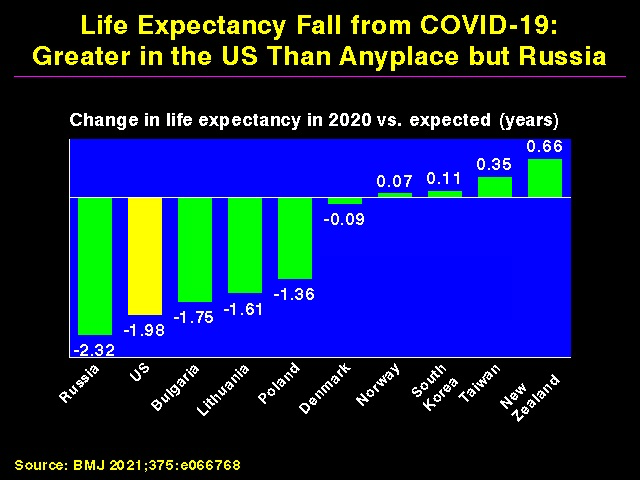 Life Expectancy Fall from COVID-19:
Greater in the US Than Anyplace but Russia
Change in life expectancy in 2020 vs. expected (years)
0.66
0.35
0.11
0.07
-0.09
-1.36
-1.61
-1.75
-1.98
-2.32
Russia
US
Bulgaria
Lithuania
Poland
Denmark
Norway
South
Korea
Taiwan
New
Zealand
Source: BMJ 2021;375:e066768